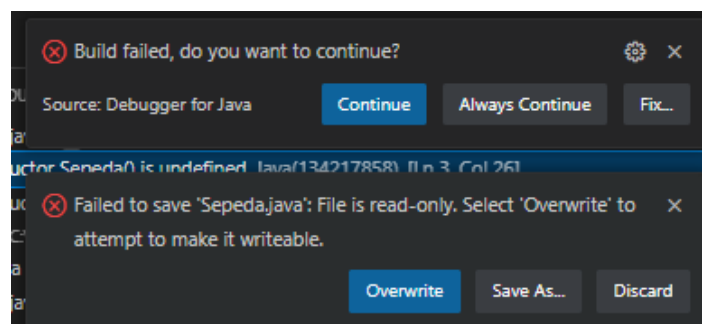 Build failed, do you want to continue?
Source: Debugger for Java
Continue
Always Continue
Fix...
uctor Sepeda() is undefined Java(134217858) [Ln 3, Col 26]
Failed to save 'Sepeda.java': File is read-only. Select 'Overwrite' to
attempt to make it writeable.
Overwrite
Save As...
Discard